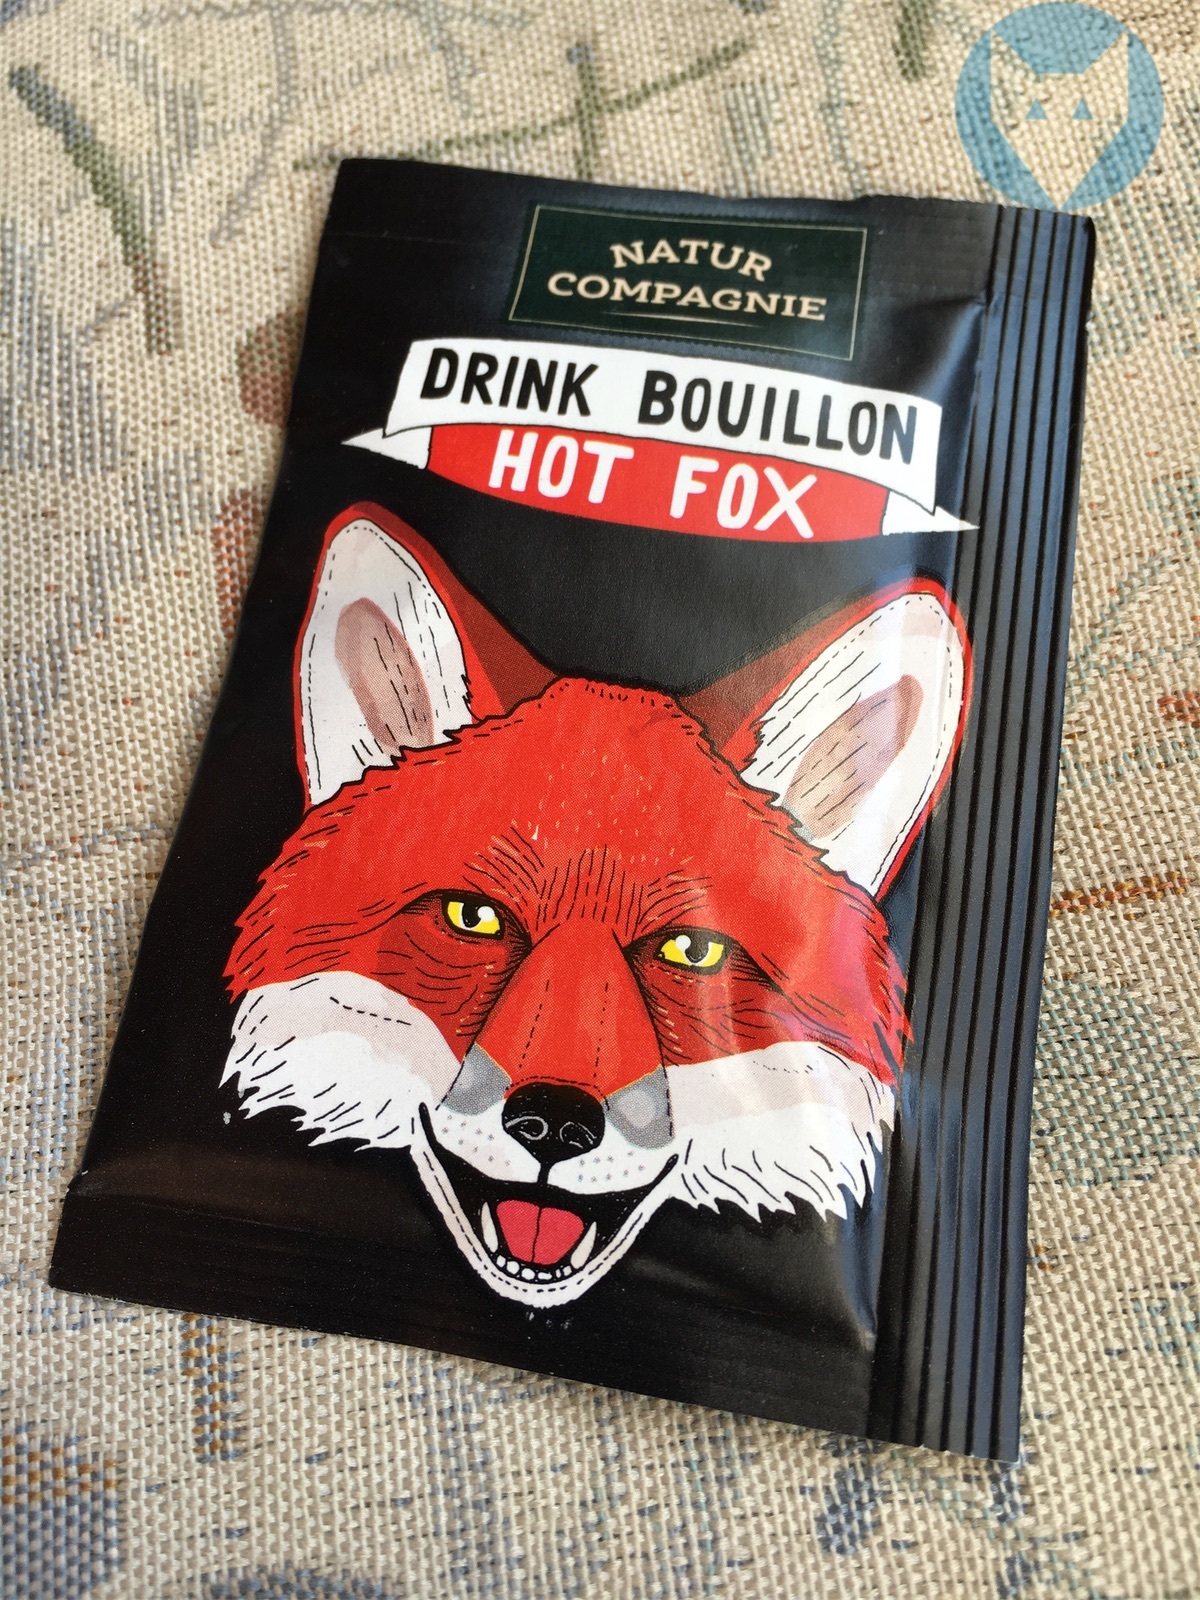 NATUR
COMPAGNIE
DRINK BOUILLON
HOT FOX